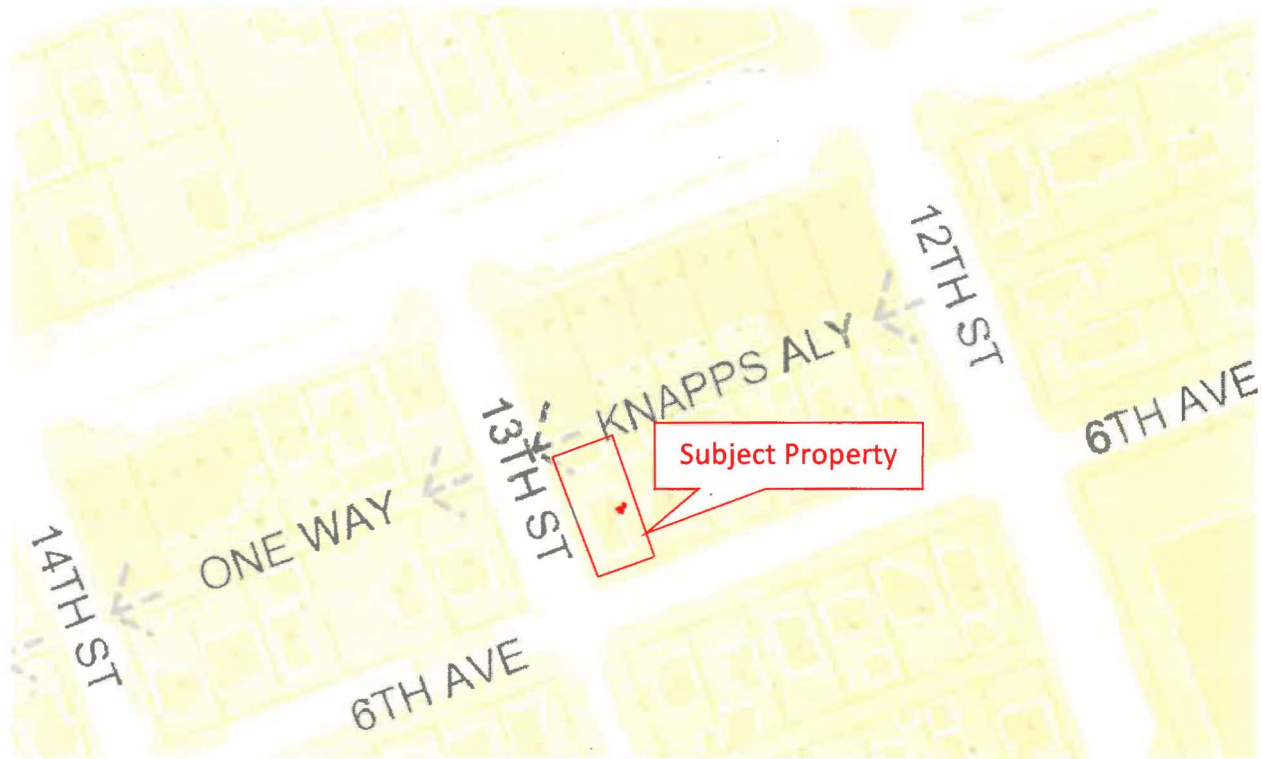 12TH ST
KNAPPS ALY
6TH AVE
13TH ST
Subject Property
ONE WAY
14TH ST
6TH AVE